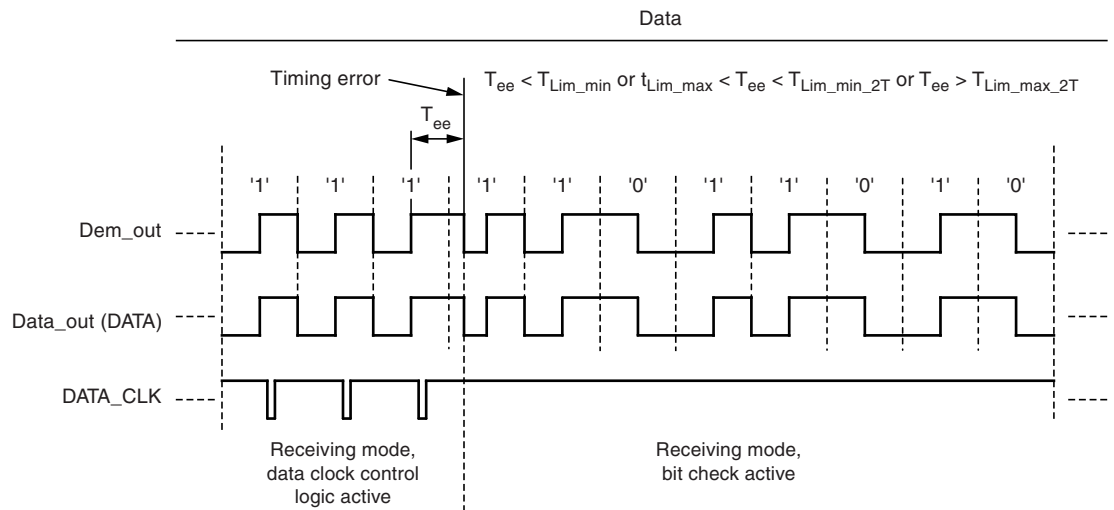 Data
Timing error
T_ee < T_Lim_min or t_Lim_max < T_ee < T_Lim_min_2T or T_ee > T_Lim_max_2T
T_ee
'1' '1' '1' '1' '1' '0' '1' '1' '0' '1' '0'
Dem_out
Data_out (DATA)
DATA_CLK
Receiving mode,
data clock control
logic active
Receiving mode,
bit check active